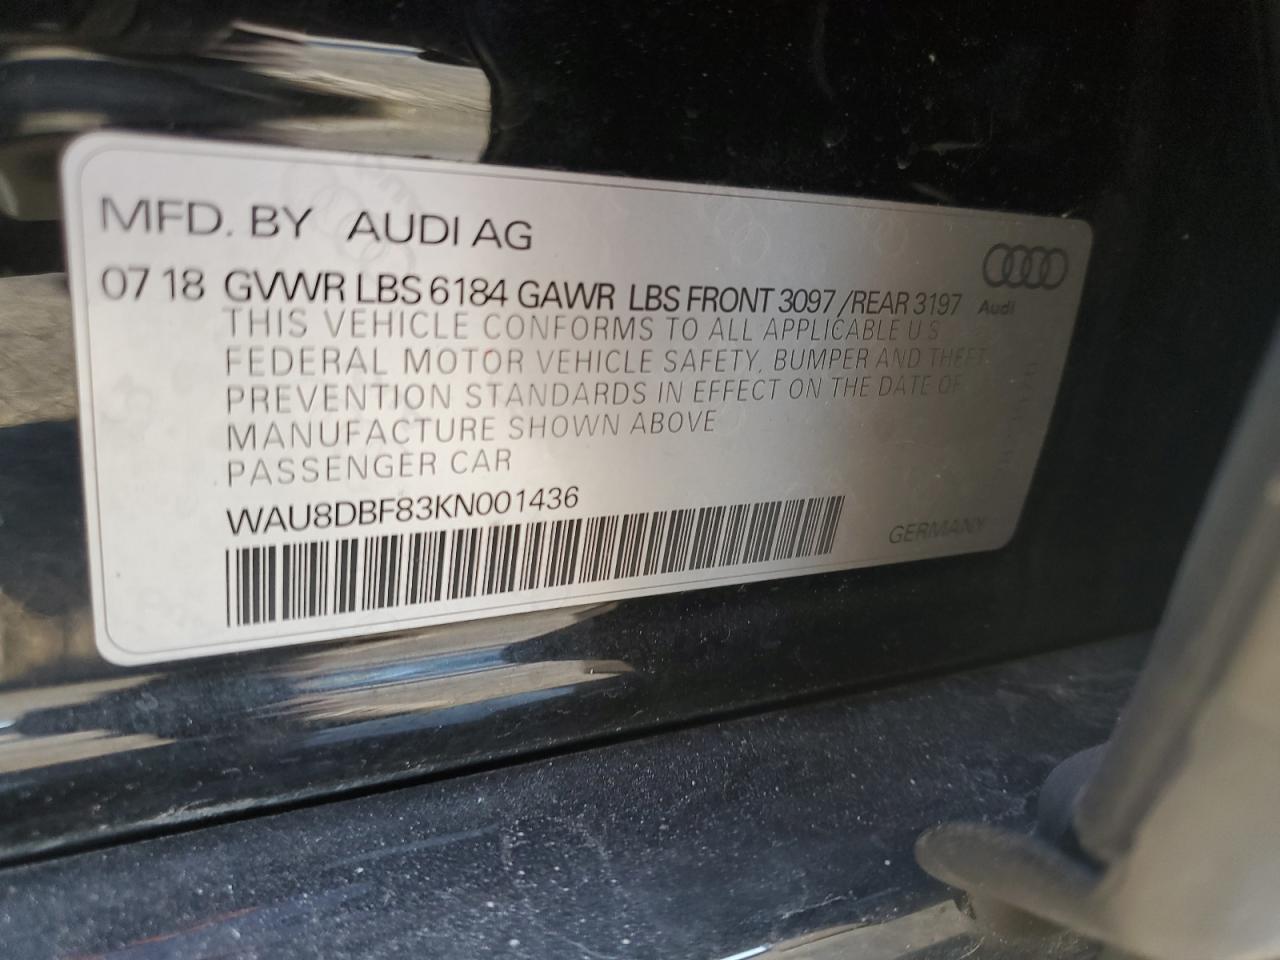 MFD. BY AUDI AG
07 18 GVWR LBS 6184 GAWR LBS FRONT 3097 /REAR 3197
Audi
THIS VEHICLE CONFORMS TO ALL APPLICABLE U S
FEDERAL MOTOR VEHICLE SAFETY, BUMPER AND THEFT
PREVENTION STANDARDS IN EFFECT ON THE DATE OF
MANUFACTURE SHOWN ABOVE
PASSENGER CAR
WAU8DBF83KN001436
GERMANY